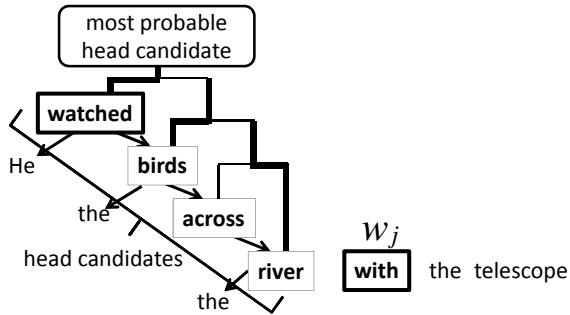 most probable
head candidate
watched
He
birds
the
across
head candidates
w_j
river
with the telescope
the